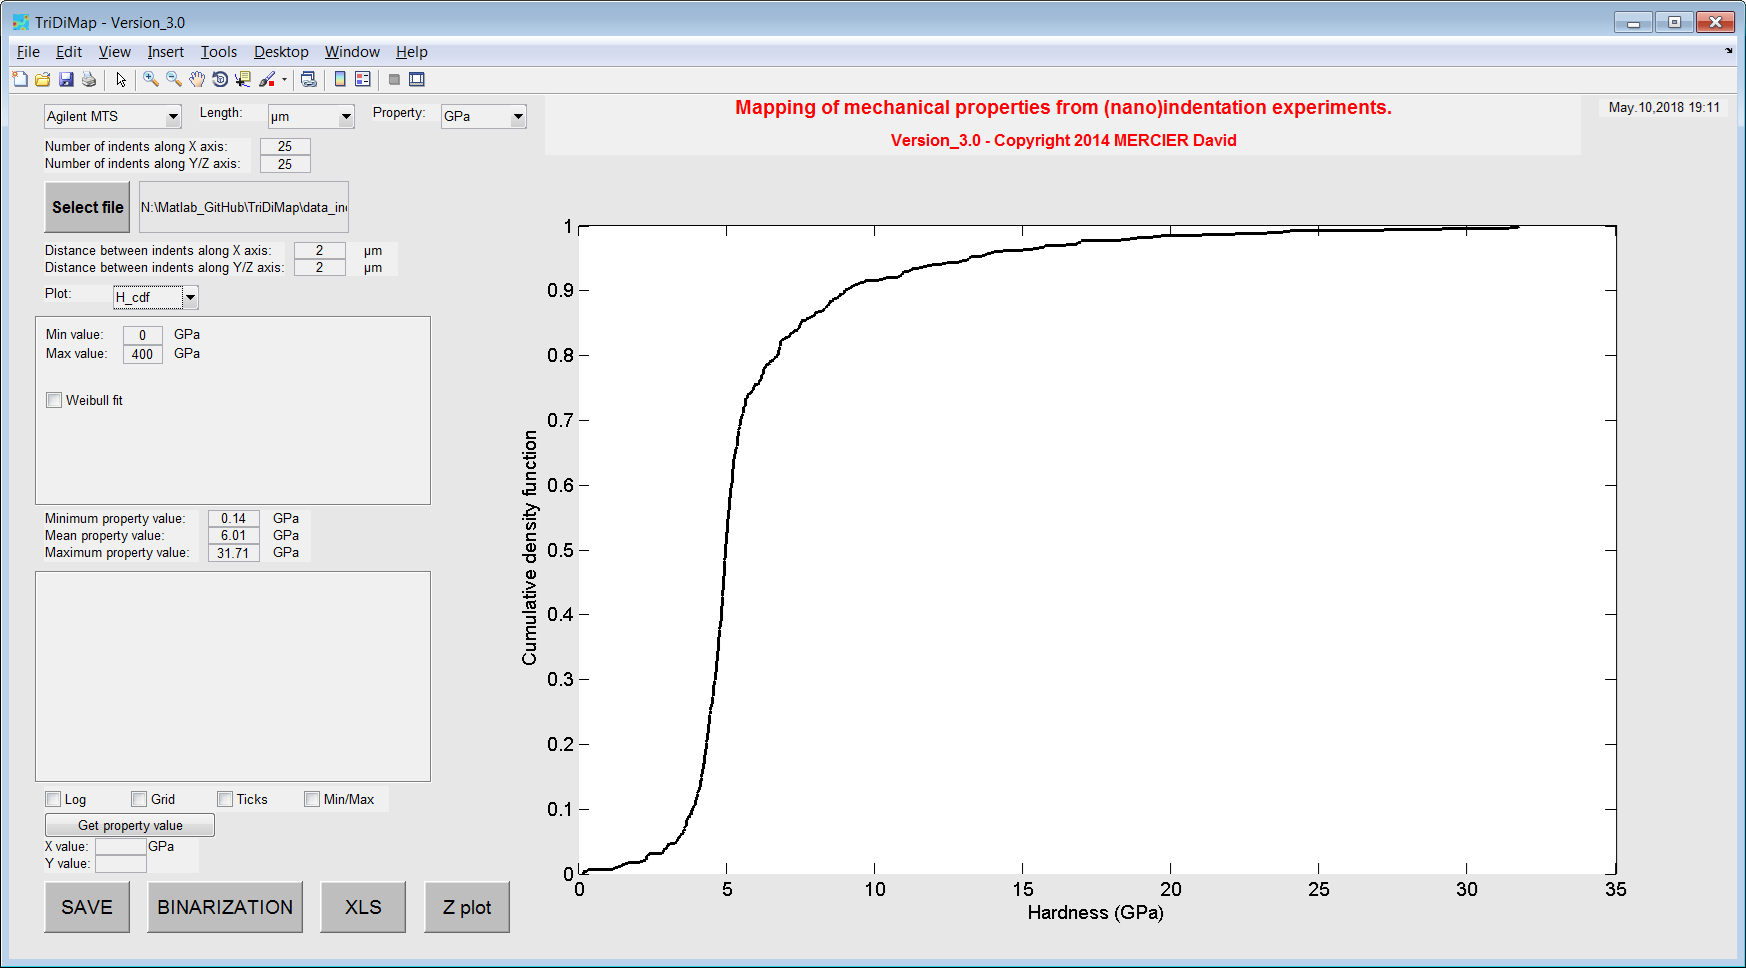 TriDiMap - Version_3.0
File Edit View Insert Tools Desktop Window Help
Agilent MTS Length: µm Property: GPa
Mapping of mechanical properties from (nano)indentation experiments.
May.10,2018 19:11
Version_3.0 - Copyright 2014 MERCIER David
Number of indents along X axis: 25
Number of indents along Y/Z axis: 25
Select file N:\Matlab_GitHub\TriDiMap\data_in
Distance between indents along X axis: 2 µm
Distance between indents along Y/Z axis: 2 µm
Plot: H_cdf
Min value: 0 GPa
Max value: 400 GPa
Weibull fit
Minimum property value: 0.14 GPa
Mean property value: 6.01 GPa
Maximum property value: 31.71 GPa
Log Grid Ticks Min/Max
Get property value
X value: GPa
Y value:
SAVE BINARIZATION XLS Z plot
1
0.9
0.8
0.7
0.6
0.5
0.4
0.3
0.2
0.1
0
Cumulative density function
0 5 10 15 20 25 30 35
Hardness (GPa)